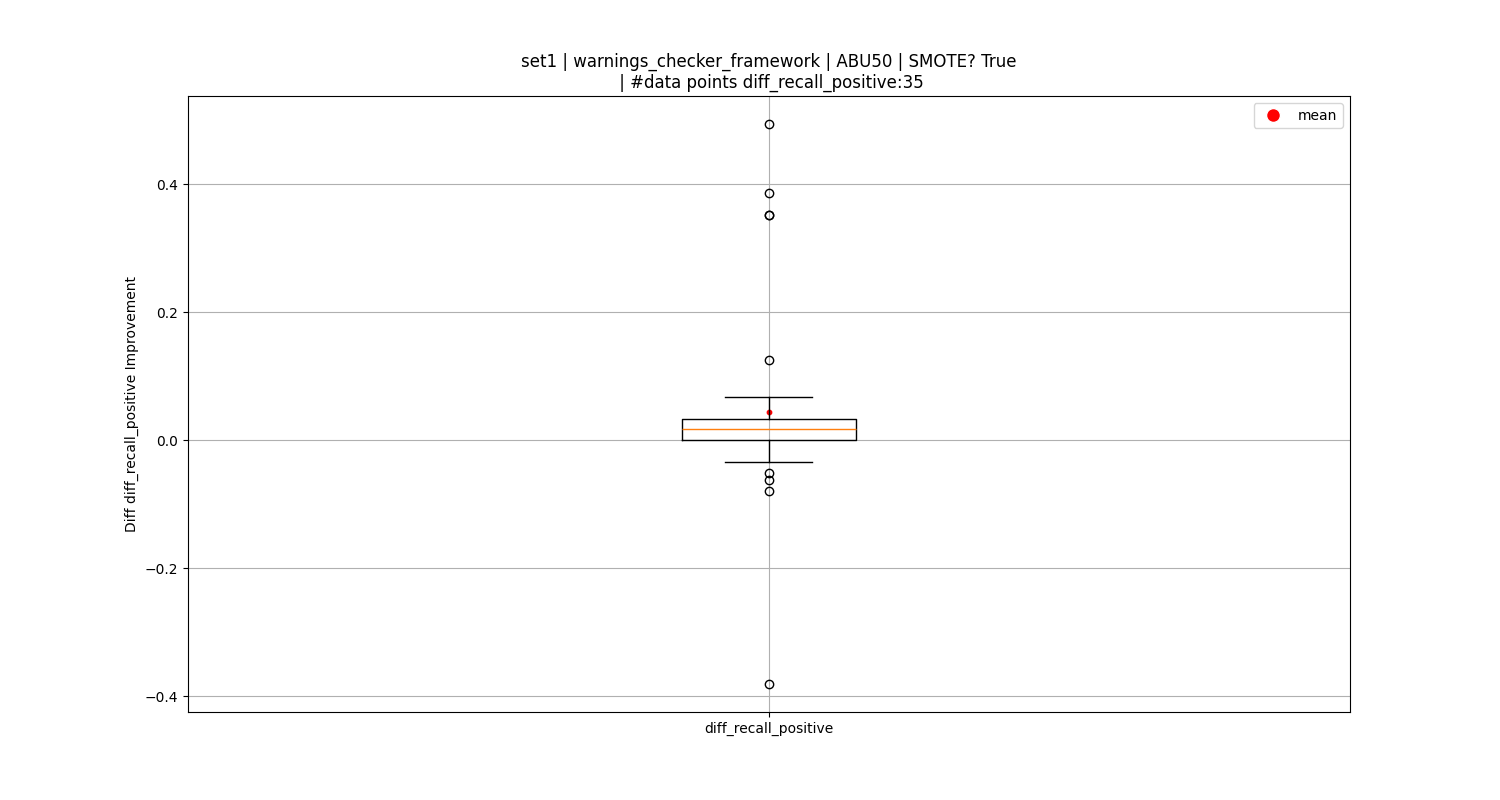 set1 | warnings_checker_framework | ABU50 | SMOTE? True
| #data points diff_recall_positive:35
mean
0.4
0.2
0.0
−0.2
−0.4
Diff diff_recall_positive Improvement
diff_recall_positive